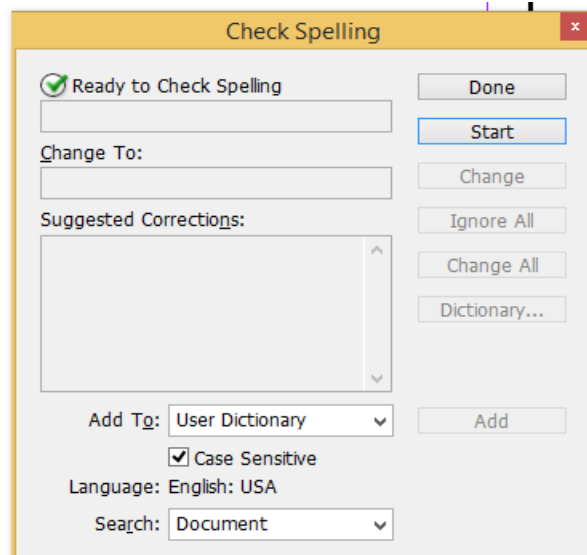 Check Spelling
x
Ready to Check Spelling
Done
Start
Change To:
Change
Suggested Corrections:
Ignore All
Change All
Dictionary...
Add To: User Dictionary
Add
Case Sensitive
Language: English: USA
Search: Document